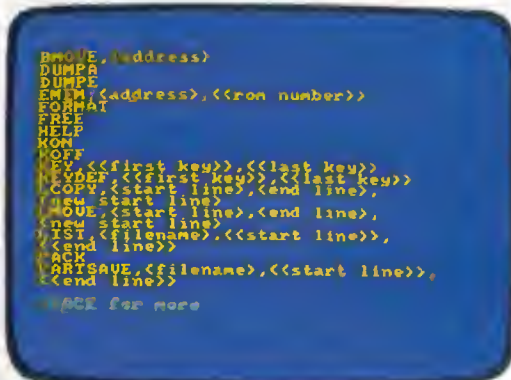 BMOVE,<address>
DUMPA
DUMPE
EMEM,<address>,<<rom number>>
FORMAT
FREE
HELP
KON
KOFF
KEY,<<first key>>,<<last key>>
KEYDEF,<<first key>>,<<last key>>
LCOPY,<start line>,<end line>,
<new start line>
LMOVE,<start line>,<end line>,
<new start line>
LIST,<filename>,<<start line>>,
<<end line>>
PACK
PARTSAVE,<filename>,<<start line>>,
<<end line>>
for more